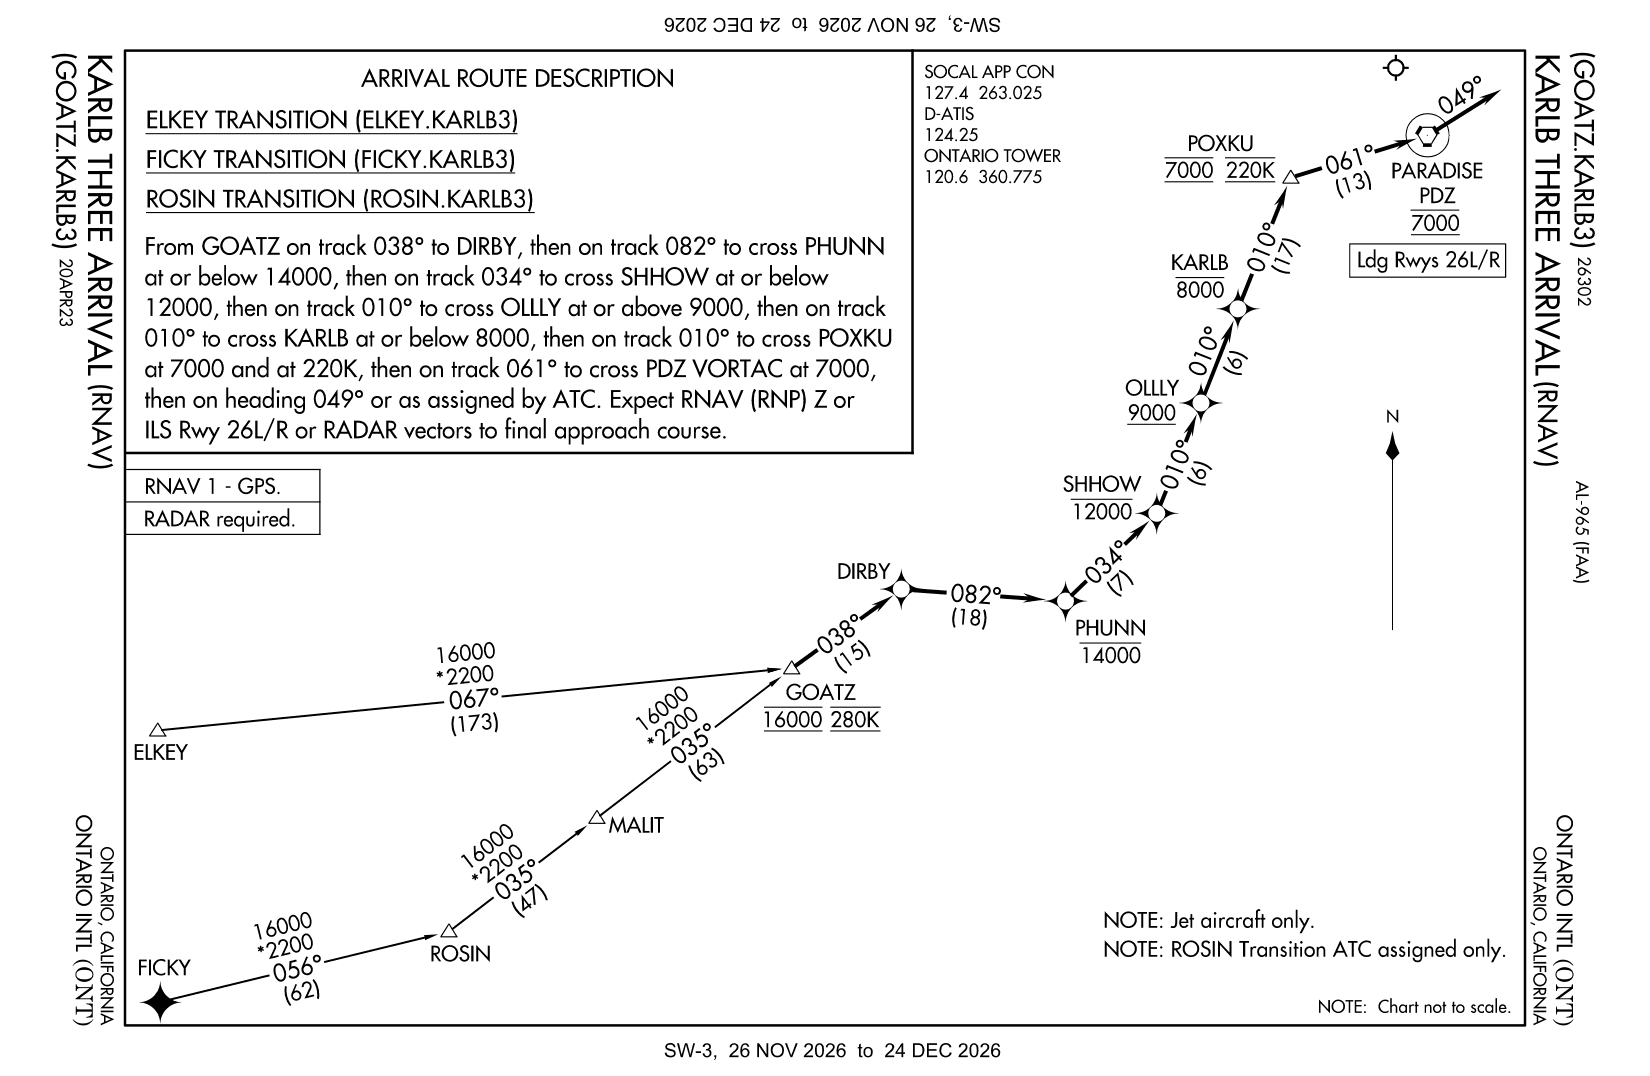 SW-3, 26 NOV 2026 to 24 DEC 2026
(GOATZ.KARLB3) 20APR23
KARLB THREE ARRIVAL (RNAV)
ONTARIO INTL (ONT)
ONTARIO, CALIFORNIA
ARRIVAL ROUTE DESCRIPTION
ELKEY TRANSITION (ELKEY.KARLB3)
FICKY TRANSITION (FICKY.KARLB3)
ROSIN TRANSITION (ROSIN.KARLB3)
From GOATZ on track 038° to DIRBY, then on track 082° to cross PHUNN
at or below 14000, then on track 034° to cross SHHOW at or below
12000, then on track 010° to cross OLLLY at or above 9000, then on track
010° to cross KARLB at or below 8000, then on track 010° to cross POXKU
at 7000 and at 220K, then on track 061° to cross PDZ VORTAC at 7000,
then on heading 049° or as assigned by ATC. Expect RNAV (RNP) Z or
ILS Rwy 26L/R or RADAR vectors to final approach course.
RNAV 1 - GPS.
RADAR required.
SOCAL APP CON
127.4 263.025
D-ATIS
124.25
ONTARIO TOWER
120.6 360.775
049°
PARADISE
PDZ
7000
Ldg Rwys 26L/R
061°
(13)
POXKU
7000 220K
010°
(17)
KARLB
8000
010°
(6)
OLLLY
9000
010°
(6)
SHHOW
12000
034°
(7)
PHUNN
14000
082°
(18)
DIRBY
038°
(15)
GOATZ
16000 280K
16000
*2200
067°
(173)
ELKEY
16000
*2200
035°
(63)
MALIT
16000
*2200
035°
(47)
ROSIN
16000
*2200
056°
(62)
FICKY
N
NOTE: Jet aircraft only.
NOTE: ROSIN Transition ATC assigned only.
NOTE: Chart not to scale.
(GOATZ.KARLB3) 26302
KARLB THREE ARRIVAL (RNAV)
AL-965 (FAA)
ONTARIO INTL (ONT)
ONTARIO, CALIFORNIA
SW-3, 26 NOV 2026 to 24 DEC 2026